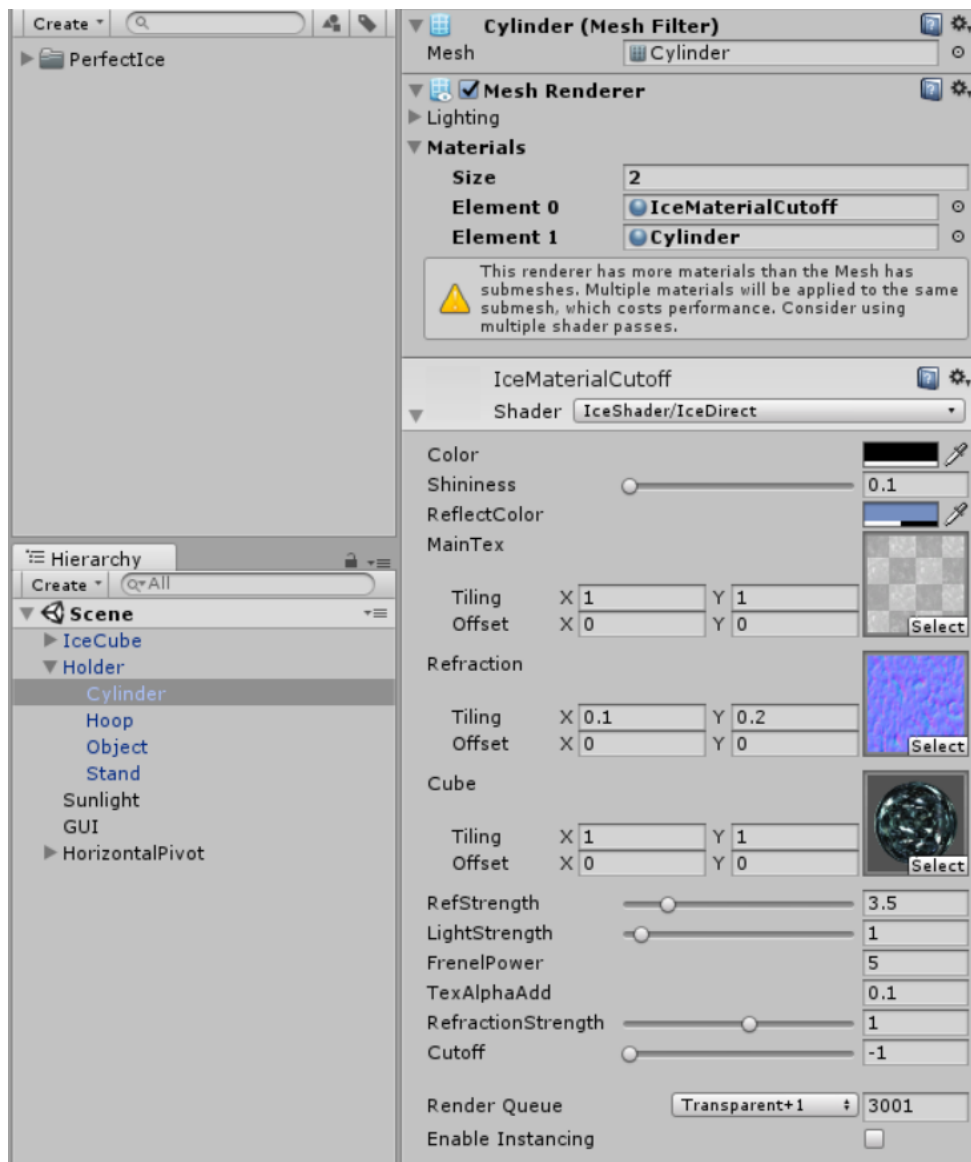 Create
PerfectIce
Hierarchy
Create
All
Scene
IceCube
Holder
Cylinder
Hoop
Object
Stand
Sunlight
GUI
HorizontalPivot
Cylinder (Mesh Filter)
Mesh Cylinder
Mesh Renderer
Lighting
Materials
Size 2
Element 0 IceMaterialCutoff
Element 1 Cylinder
This renderer has more materials than the Mesh has
submeshes. Multiple materials will be applied to the same
submesh, which costs performance. Consider using
multiple shader passes.
IceMaterialCutoff
Shader IceShader/IceDirect
Color
Shininess 0.1
ReflectColor
MainTex
Tiling X 1 Y 1
Offset X 0 Y 0
Select
Refraction
Tiling X 0.1 Y 0.2
Offset X 0 Y 0
Select
Cube
Tiling X 1 Y 1
Offset X 0 Y 0
Select
RefStrength 3.5
LightStrength 1
FrenelPower 5
TexAlphaAdd 0.1
RefractionStrength 1
Cutoff -1
Render Queue Transparent+1 3001
Enable Instancing